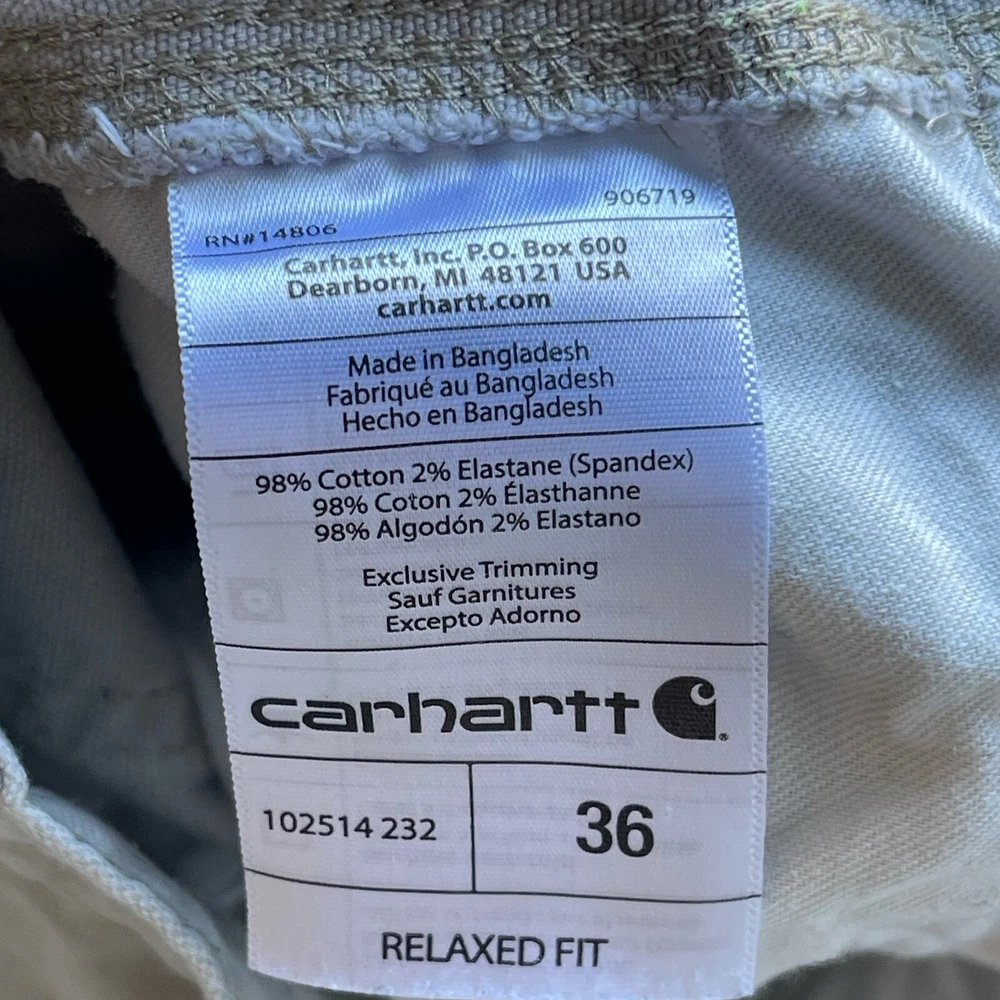 RN#14806 906719
Carhartt, Inc. P.O. Box 600
Dearborn, MI 48121 USA
carhartt.com
Made in Bangladesh
Fabriqué au Bangladesh
Hecho en Bangladesh
98% Cotton 2% Elastane (Spandex)
98% Coton 2% Élasthanne
98% Algodón 2% Elastano
Exclusive Trimming
Sauf Garnitures
Excepto Adorno
carhartt
102514 232 36
RELAXED FIT